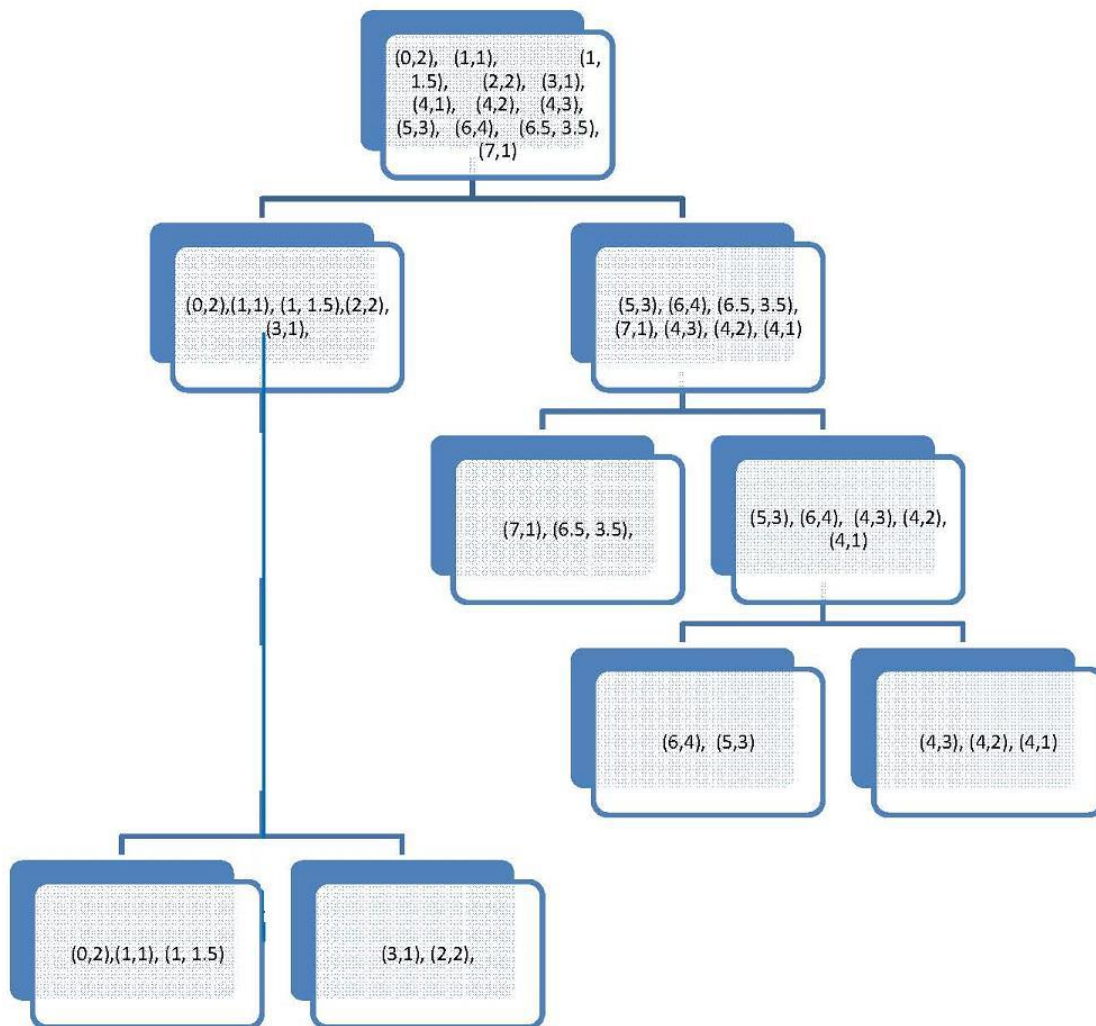 (0,2), (1,1), (1,
1.5), (2,2), (3,1),
(4,1), (4,2), (4,3),
(5,3), (6,4), (6.5, 3.5),
(7,1)
(0,2),(1,1), (1, 1.5),(2,2),
(3,1),
(5,3), (6,4), (6.5, 3.5),
(7,1), (4,3), (4,2), (4,1)
(7,1), (6.5, 3.5),
(5,3), (6,4), (4,3), (4,2),
(4,1)
(6,4), (5,3)
(4,3), (4,2), (4,1)
(0,2),(1,1), (1, 1.5)
(3,1), (2,2),